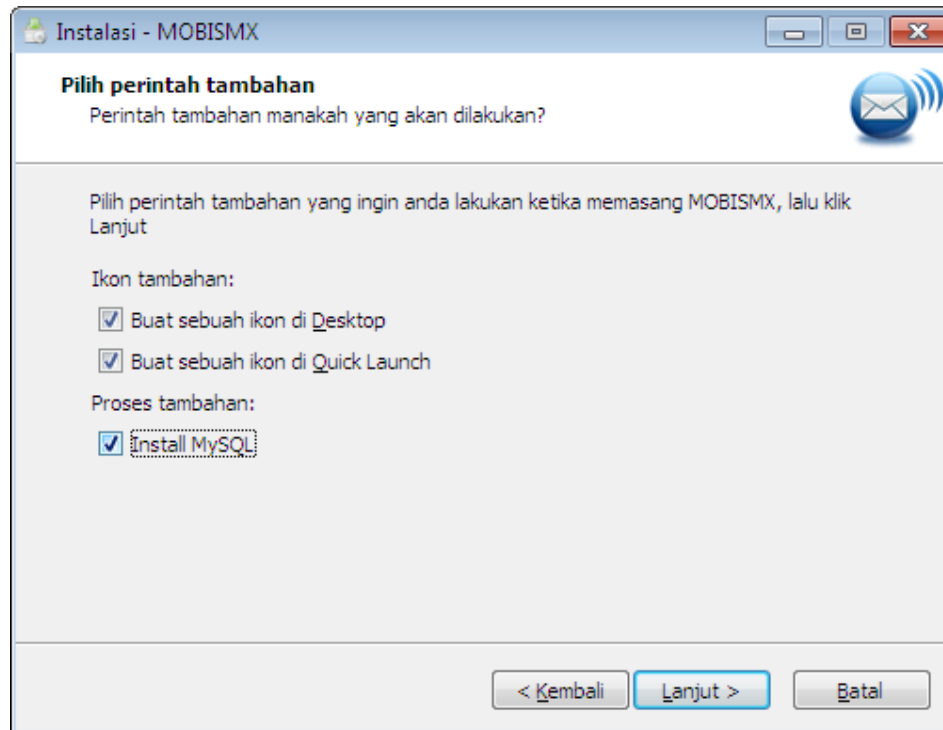 Instalasi - MOBISMX
Pilih perintah tambahan
Perintah tambahan manakah yang akan dilakukan?
Pilih perintah tambahan yang ingin anda lakukan ketika memasang MOBISMX, lalu klik
Lanjut
Ikon tambahan:
Buat sebuah ikon di Desktop
Buat sebuah ikon di Quick Launch
Proses tambahan:
Install MySQL
< Kembali
Lanjut >
Batal